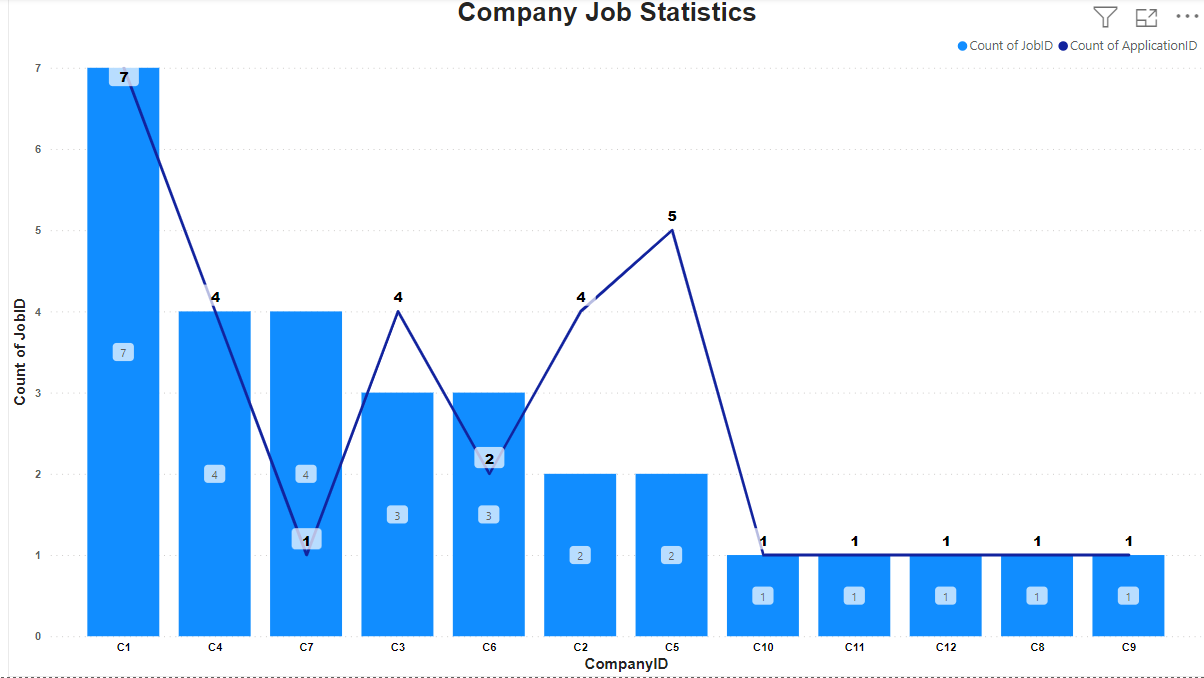 Company Job Statistics
Count of JobID Count of ApplicationID
7
6
5
4
3
2
1
0
Count of JobID
7 4 1 4 2 4 5 1 1 1 1 1
7 4 4 3 3 2 2 1 1 1 1 1
C1 C4 C7 C3 C6 C2 C5 C10 C11 C12 C8 C9
CompanyID